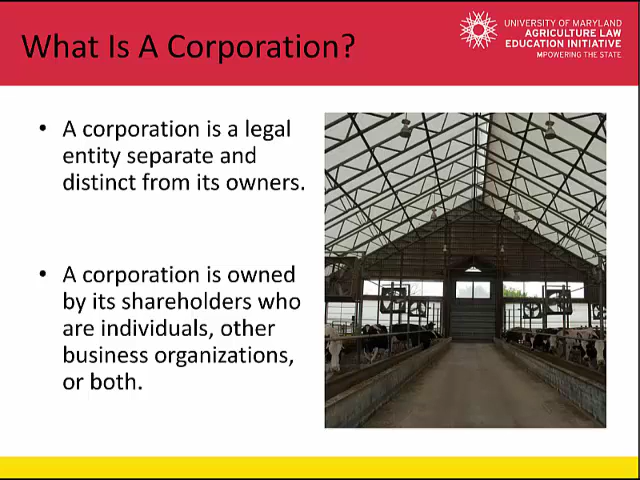 What Is A Corporation?
UNIVERSITY OF MARYLAND
AGRICULTURE LAW
EDUCATION INITIATIVE
MPOWERING THE STATE
• A corporation is a legal
entity separate and
distinct from its owners.
• A corporation is owned
by its shareholders who
are individuals, other
business organizations,
or both.